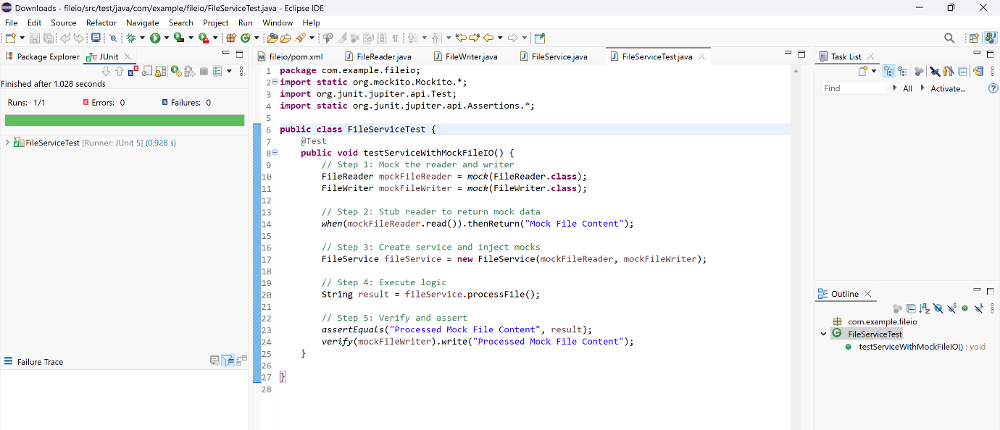 Downloads - fileio/src/test/java/com/example/fileio/FileServiceTest.java - Eclipse IDE
File Edit Source Refactor Navigate Search Project Run Window Help
Package Explorer JUnit
Finished after 1.028 seconds
Runs: 1/1 Errors: 0 Failures: 0
FileServiceTest [Runner: JUnit 5] (0.928 s)
Failure Trace
fileio/pom.xml FileReader.java FileWriter.java FileService.java FileServiceTest.java
1 package com.example.fileio;
2 import static org.mockito.Mockito.*;
3 import org.junit.jupiter.api.Test;
4 import static org.junit.jupiter.api.Assertions.*;
5
6 public class FileServiceTest {
7 @Test
8 public void testServiceWithMockFileIO() {
9 // Step 1: Mock the reader and writer
10 FileReader mockFileReader = mock(FileReader.class);
11 FileWriter mockFileWriter = mock(FileWriter.class);
12
13 // Step 2: Stub reader to return mock data
14 when(mockFileReader.read()).thenReturn("Mock File Content");
15
16 // Step 3: Create service and inject mocks
17 FileService fileService = new FileService(mockFileReader, mockFileWriter);
18
19 // Step 4: Execute logic
20 String result = fileService.processFile();
21
22 // Step 5: Verify and assert
23 assertEquals("Processed Mock File Content", result);
24 verify(mockFileWriter).write("Processed Mock File Content");
25 }
26
27 }
28
Task List
Find All Activate...
Outline
com.example.fileio
FileServiceTest
testServiceWithMockFileIO() : void